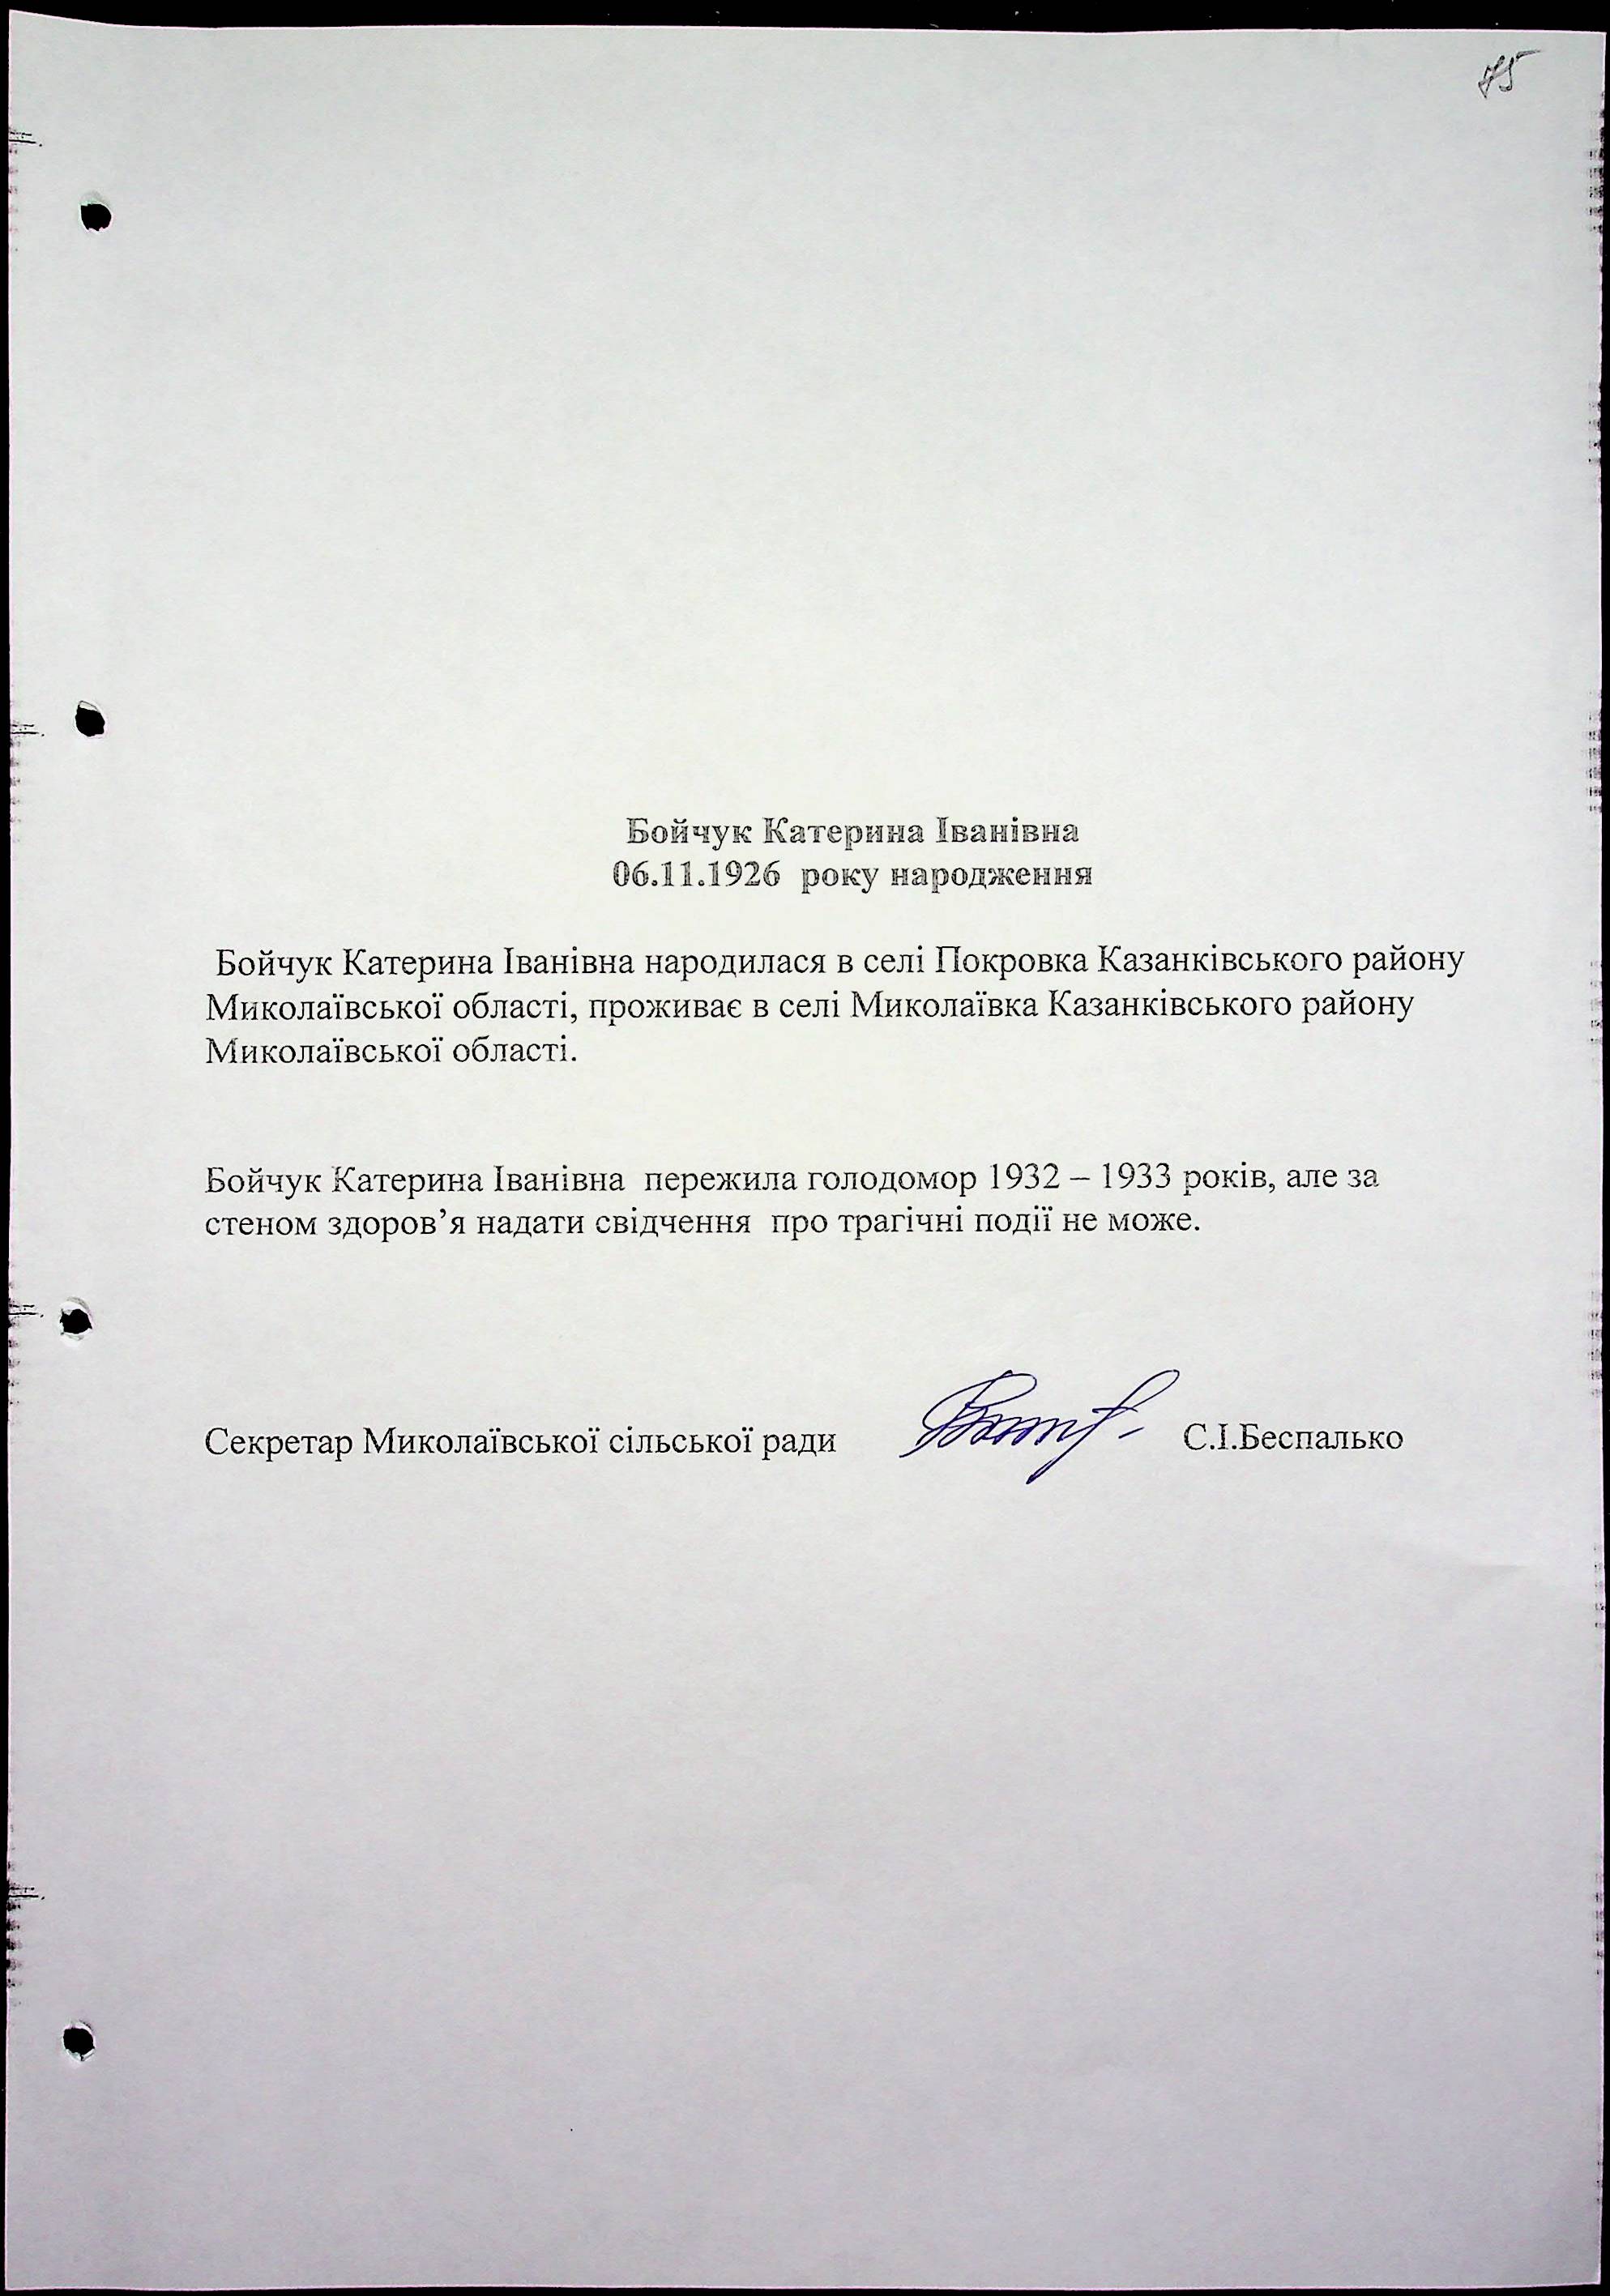 75
Бойчук Катерина Іванівна
06.11.1926 року народження
Бойчук Катерина Іванівна народилася в селі Покровка Казанківського району
Миколаївської області, проживає в селі Миколаївка Казанківського району
Миколаївської області.
Бойчук Катерина Іванівна пережила голодомор 1932 – 1933 років, але за
стеном здоров’я надати свідчення про трагічні події не може.
Секретар Миколаївської сільської ради С.І.Беспалько